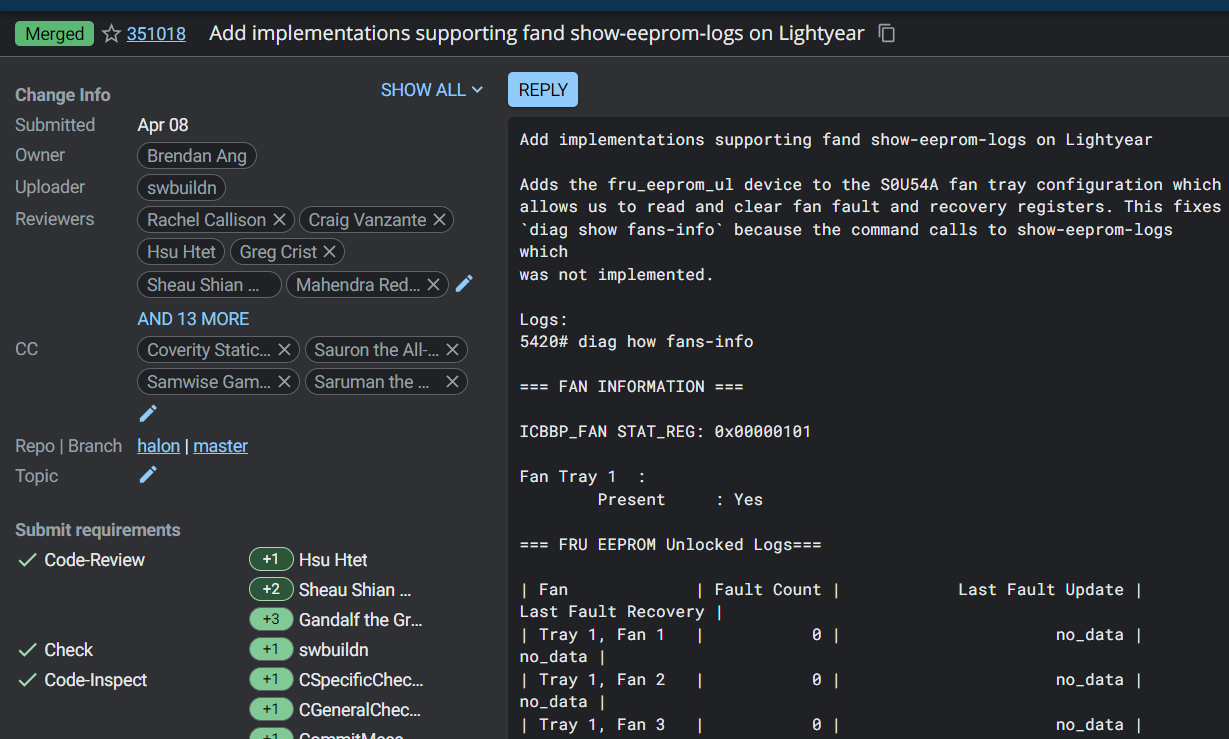 Merged 351018 Add implementations supporting fand show-eeprom-logs on Lightyear
Change Info
SHOW ALL
Submitted Apr 08
Owner Brendan Ang
Uploader swbuildn
Reviewers Rachel Callison Craig Vanzante
Hsu Htet Greg Crist
Sheau Shian ... Mahendra Red...
AND 13 MORE
CC Coverity Static... Sauron the All-...
Samwise Gam... Saruman the ...
Repo | Branch halon | master
Topic
Submit requirements
Code-Review +1 Hsu Htet
+2 Sheau Shian ...
+3 Gandalf the Gr...
Check +1 swbuildn
Code-Inspect +1 CSpecificChec...
+1 CGeneralChec...
+1
REPLY
Add implementations supporting fand show-eeprom-logs on Lightyear
Adds the fru_eeprom_ul device to the S0U54A fan tray configuration which
allows us to read and clear fan fault and recovery registers. This fixes
`diag show fans-info` because the command calls to show-eeprom-logs
which
was not implemented.
Logs:
5420# diag how fans-info
=== FAN INFORMATION ===
ICBBP_FAN STAT_REG: 0x00000101
Fan Tray 1 :
Present : Yes
=== FRU EEPROM Unlocked Logs===
| Fan | Fault Count | Last Fault Update |
Last Fault Recovery |
| Tray 1, Fan 1 | 0 | no_data |
no_data |
| Tray 1, Fan 2 | 0 | no_data |
no_data |
| Tray 1, Fan 3 | 0 | no_data |